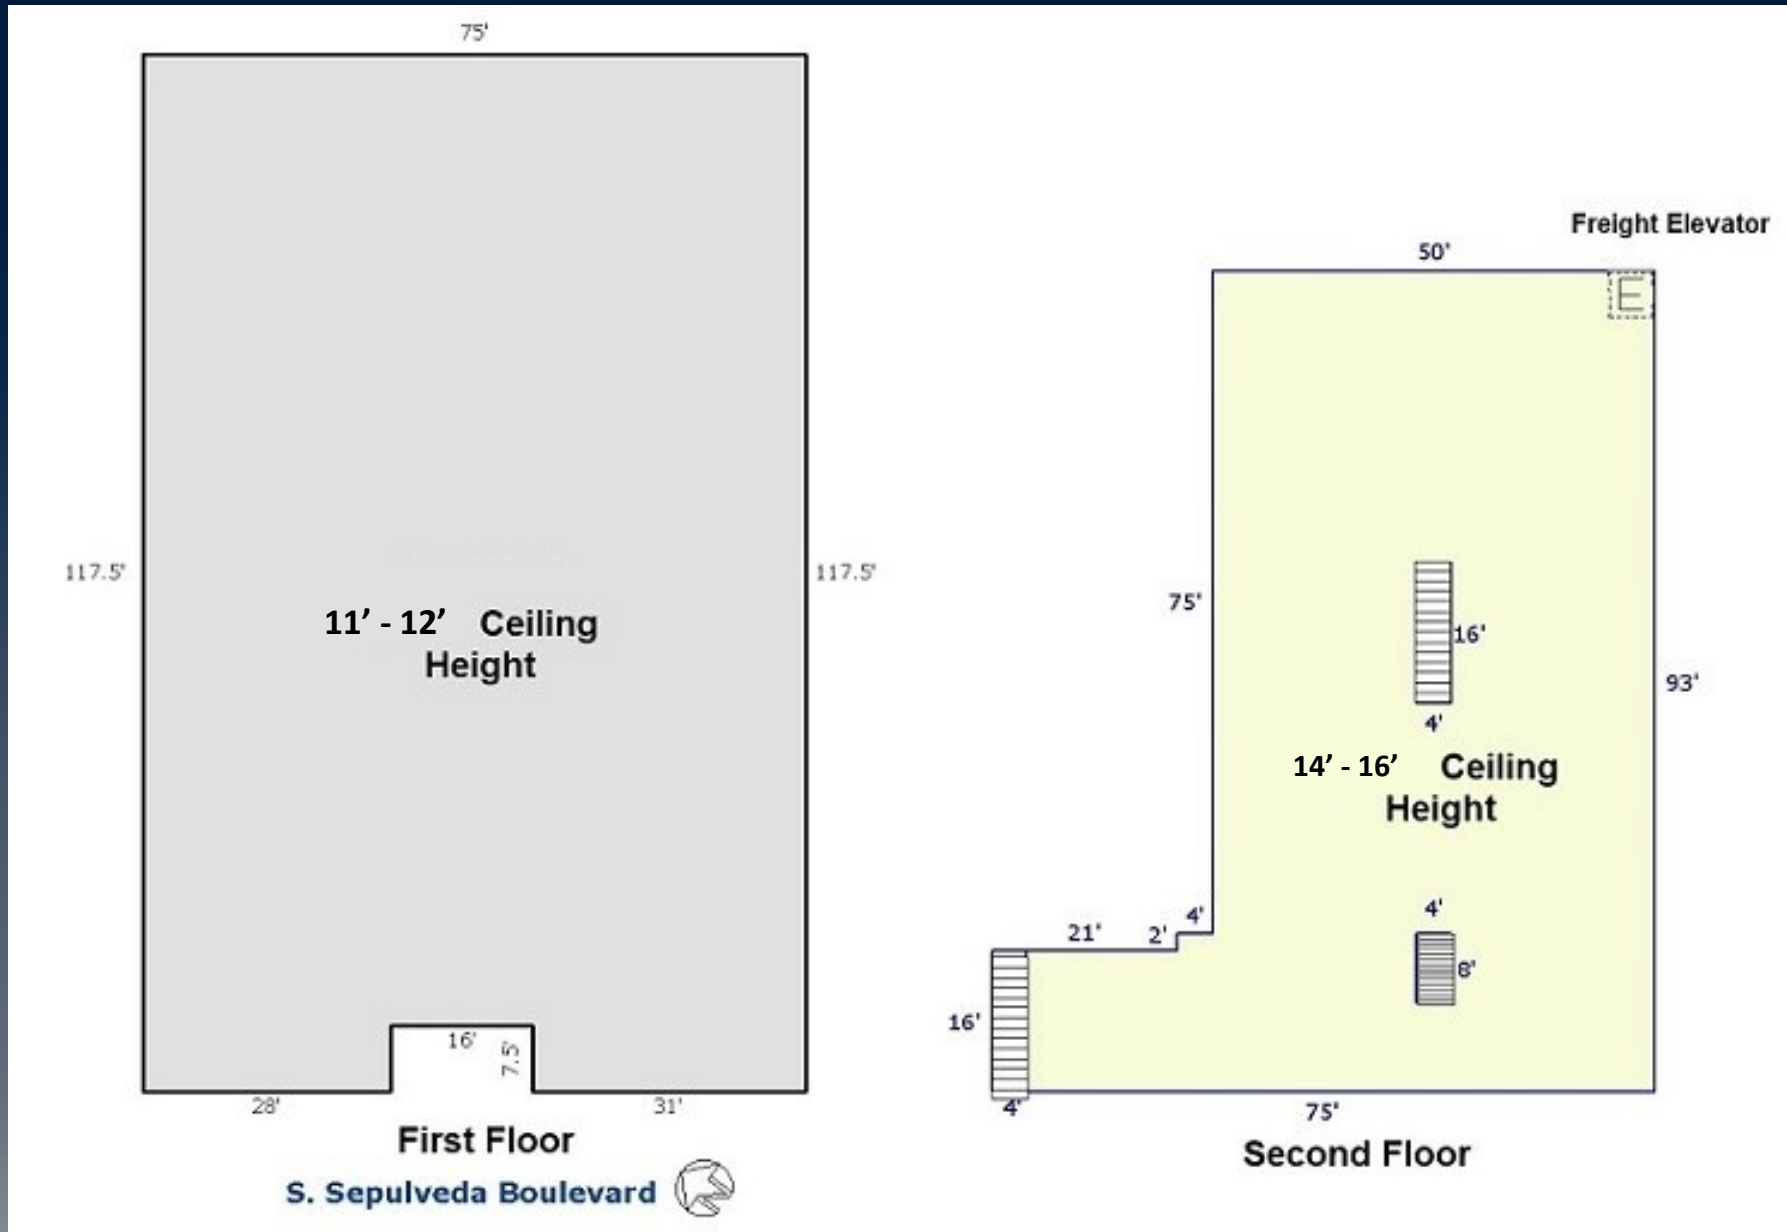 75'
117.5'
117.5'
11’ - 12’ Ceiling
Height
16'
7.5'
28'
31'
First Floor
S. Sepulveda Boulevard
Freight Elevator
50'
E
75'
16'
4'
93'
14’ - 16’ Ceiling
Height
4'
8'
4'
2'
21'
16'
4'
75'
Second Floor